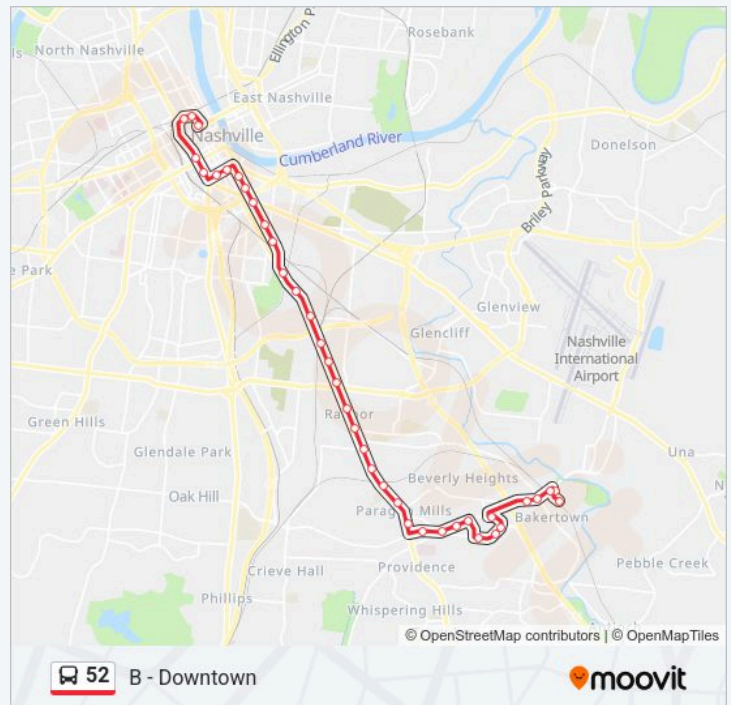 Rosebank
North Nashville
Ellington P
East Nashville
Nashville
Cumberland River
Donelson
Briley Parkway
e Park
Glenview
Glencliff
Nashville
International
Airport
Green Hills
Glendale Park
Una
Beverly Heights
Oak Hill
Paragon Mills
Bakertown
Providence
Crieve Hall
Pebble Creek
Phillips
Whispering Hills
© OpenStreetMap contributors | © OpenMapTiles
52 B - Downtown
moovit